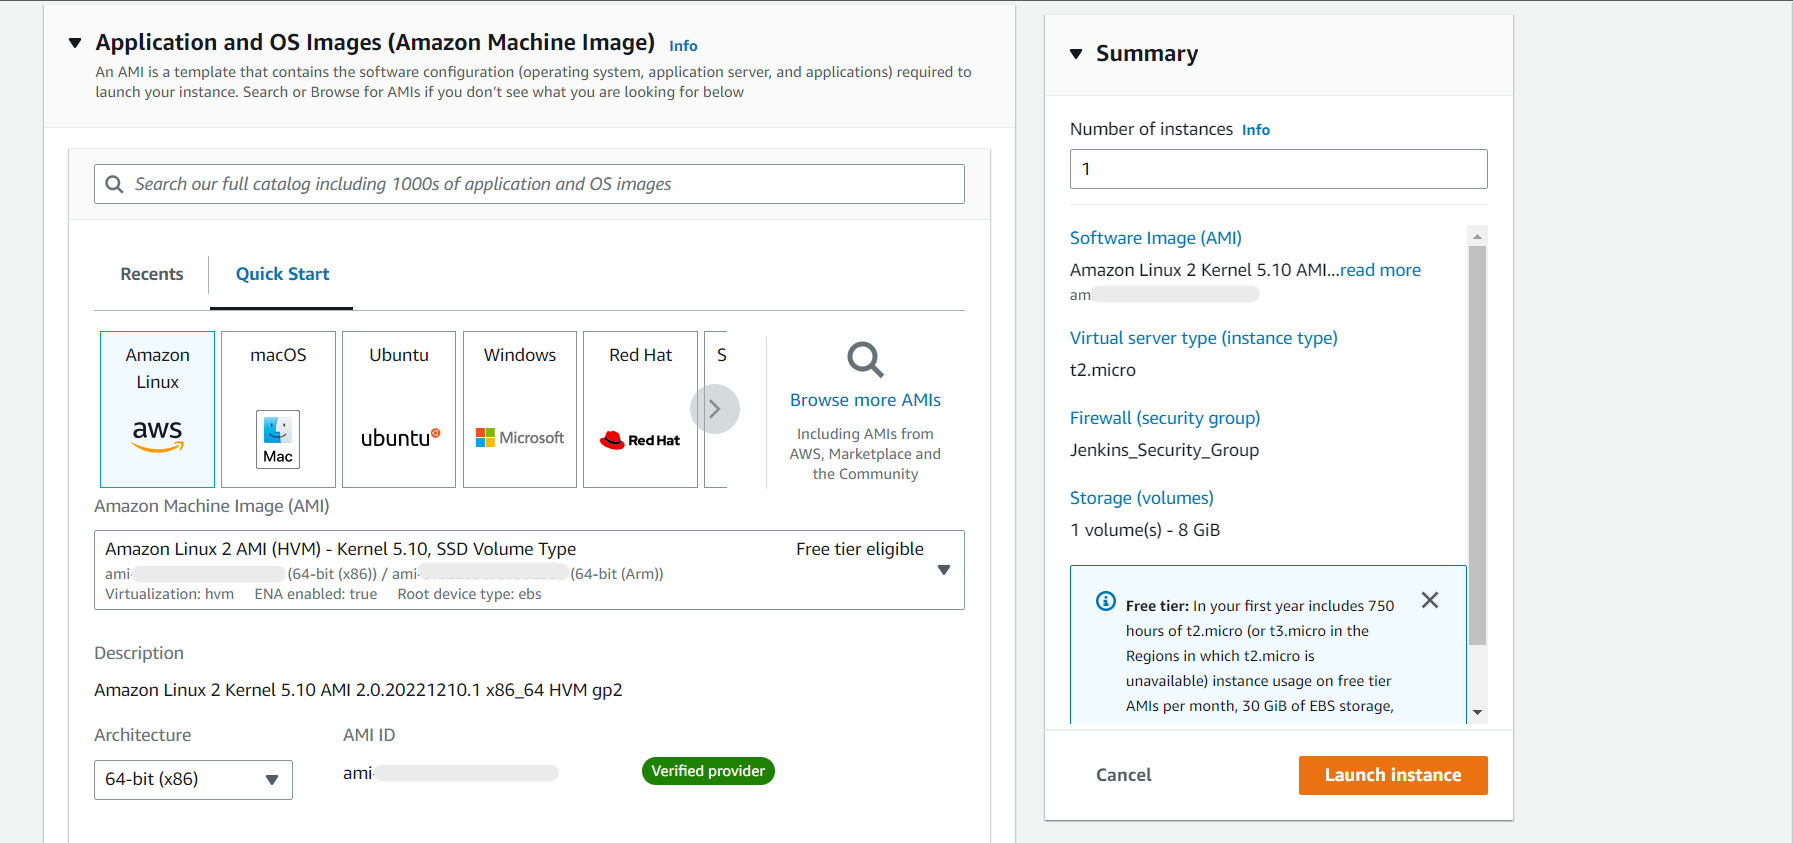 Application and OS Images (Amazon Machine Image) Info
An AMI is a template that contains the software configuration (operating system, application server, and applications) required to
launch your instance. Search or Browse for AMIs if you don't see what you are looking for below
Search our full catalog including 1000s of application and OS images
Recents
Quick Start
Amazon
Linux
aws
macOS
Mac
Ubuntu
ubuntu
Windows
Microsoft
Red Hat
Red Hat
S
Browse more AMIs
Including AMIs from
AWS, Marketplace and
the Community
Amazon Machine Image (AMI)
Amazon Linux 2 AMI (HVM) - Kernel 5.10, SSD Volume Type
Free tier eligible
ami- (64-bit (x86)) / ami- (64-bit (Arm))
Virtualization: hvm ENA enabled: true Root device type: ebs
Description
Amazon Linux 2 Kernel 5.10 AMI 2.0.20221210.1 x86_64 HVM gp2
Architecture
64-bit (x86)
AMI ID
ami-
Verified provider
Summary
Number of instances Info
1
Software Image (AMI)
Amazon Linux 2 Kernel 5.10 AMI...read more
am
Virtual server type (instance type)
t2.micro
Firewall (security group)
Jenkins_Security_Group
Storage (volumes)
1 volume(s) - 8 GiB
Free tier: In your first year includes 750
hours of t2.micro (or t3.micro in the
Regions in which t2.micro is
unavailable) instance usage on free tier
AMIs per month, 30 GiB of EBS storage,
Cancel
Launch instance